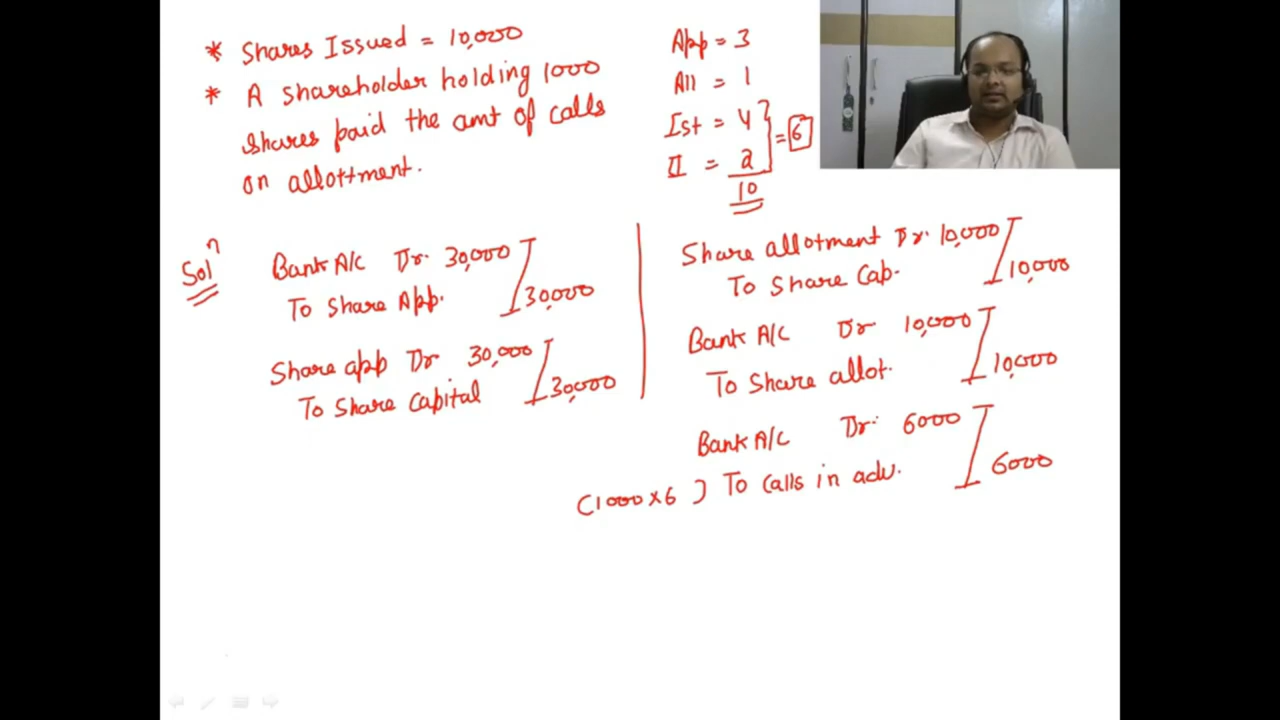 * Shares Issued = 10,000
* A shareholder holding 1000
shares paid the amt of calls
on allottment.
App = 3
All = 1
Ist = 4
II = 2
= 6
10
Solⁿ
Bank A/C Dr. 30,000
To Share App. 30,000
Share app Dr 30,000
To Share Capital 30,000
Share allotment Dr. 10,000
To Share Cap. 10,000
Bank A/C Dr. 10,000
To Share allot. 10,000
Bank A/C Dr. 6000
(1000×6) To Calls in adv. 6000